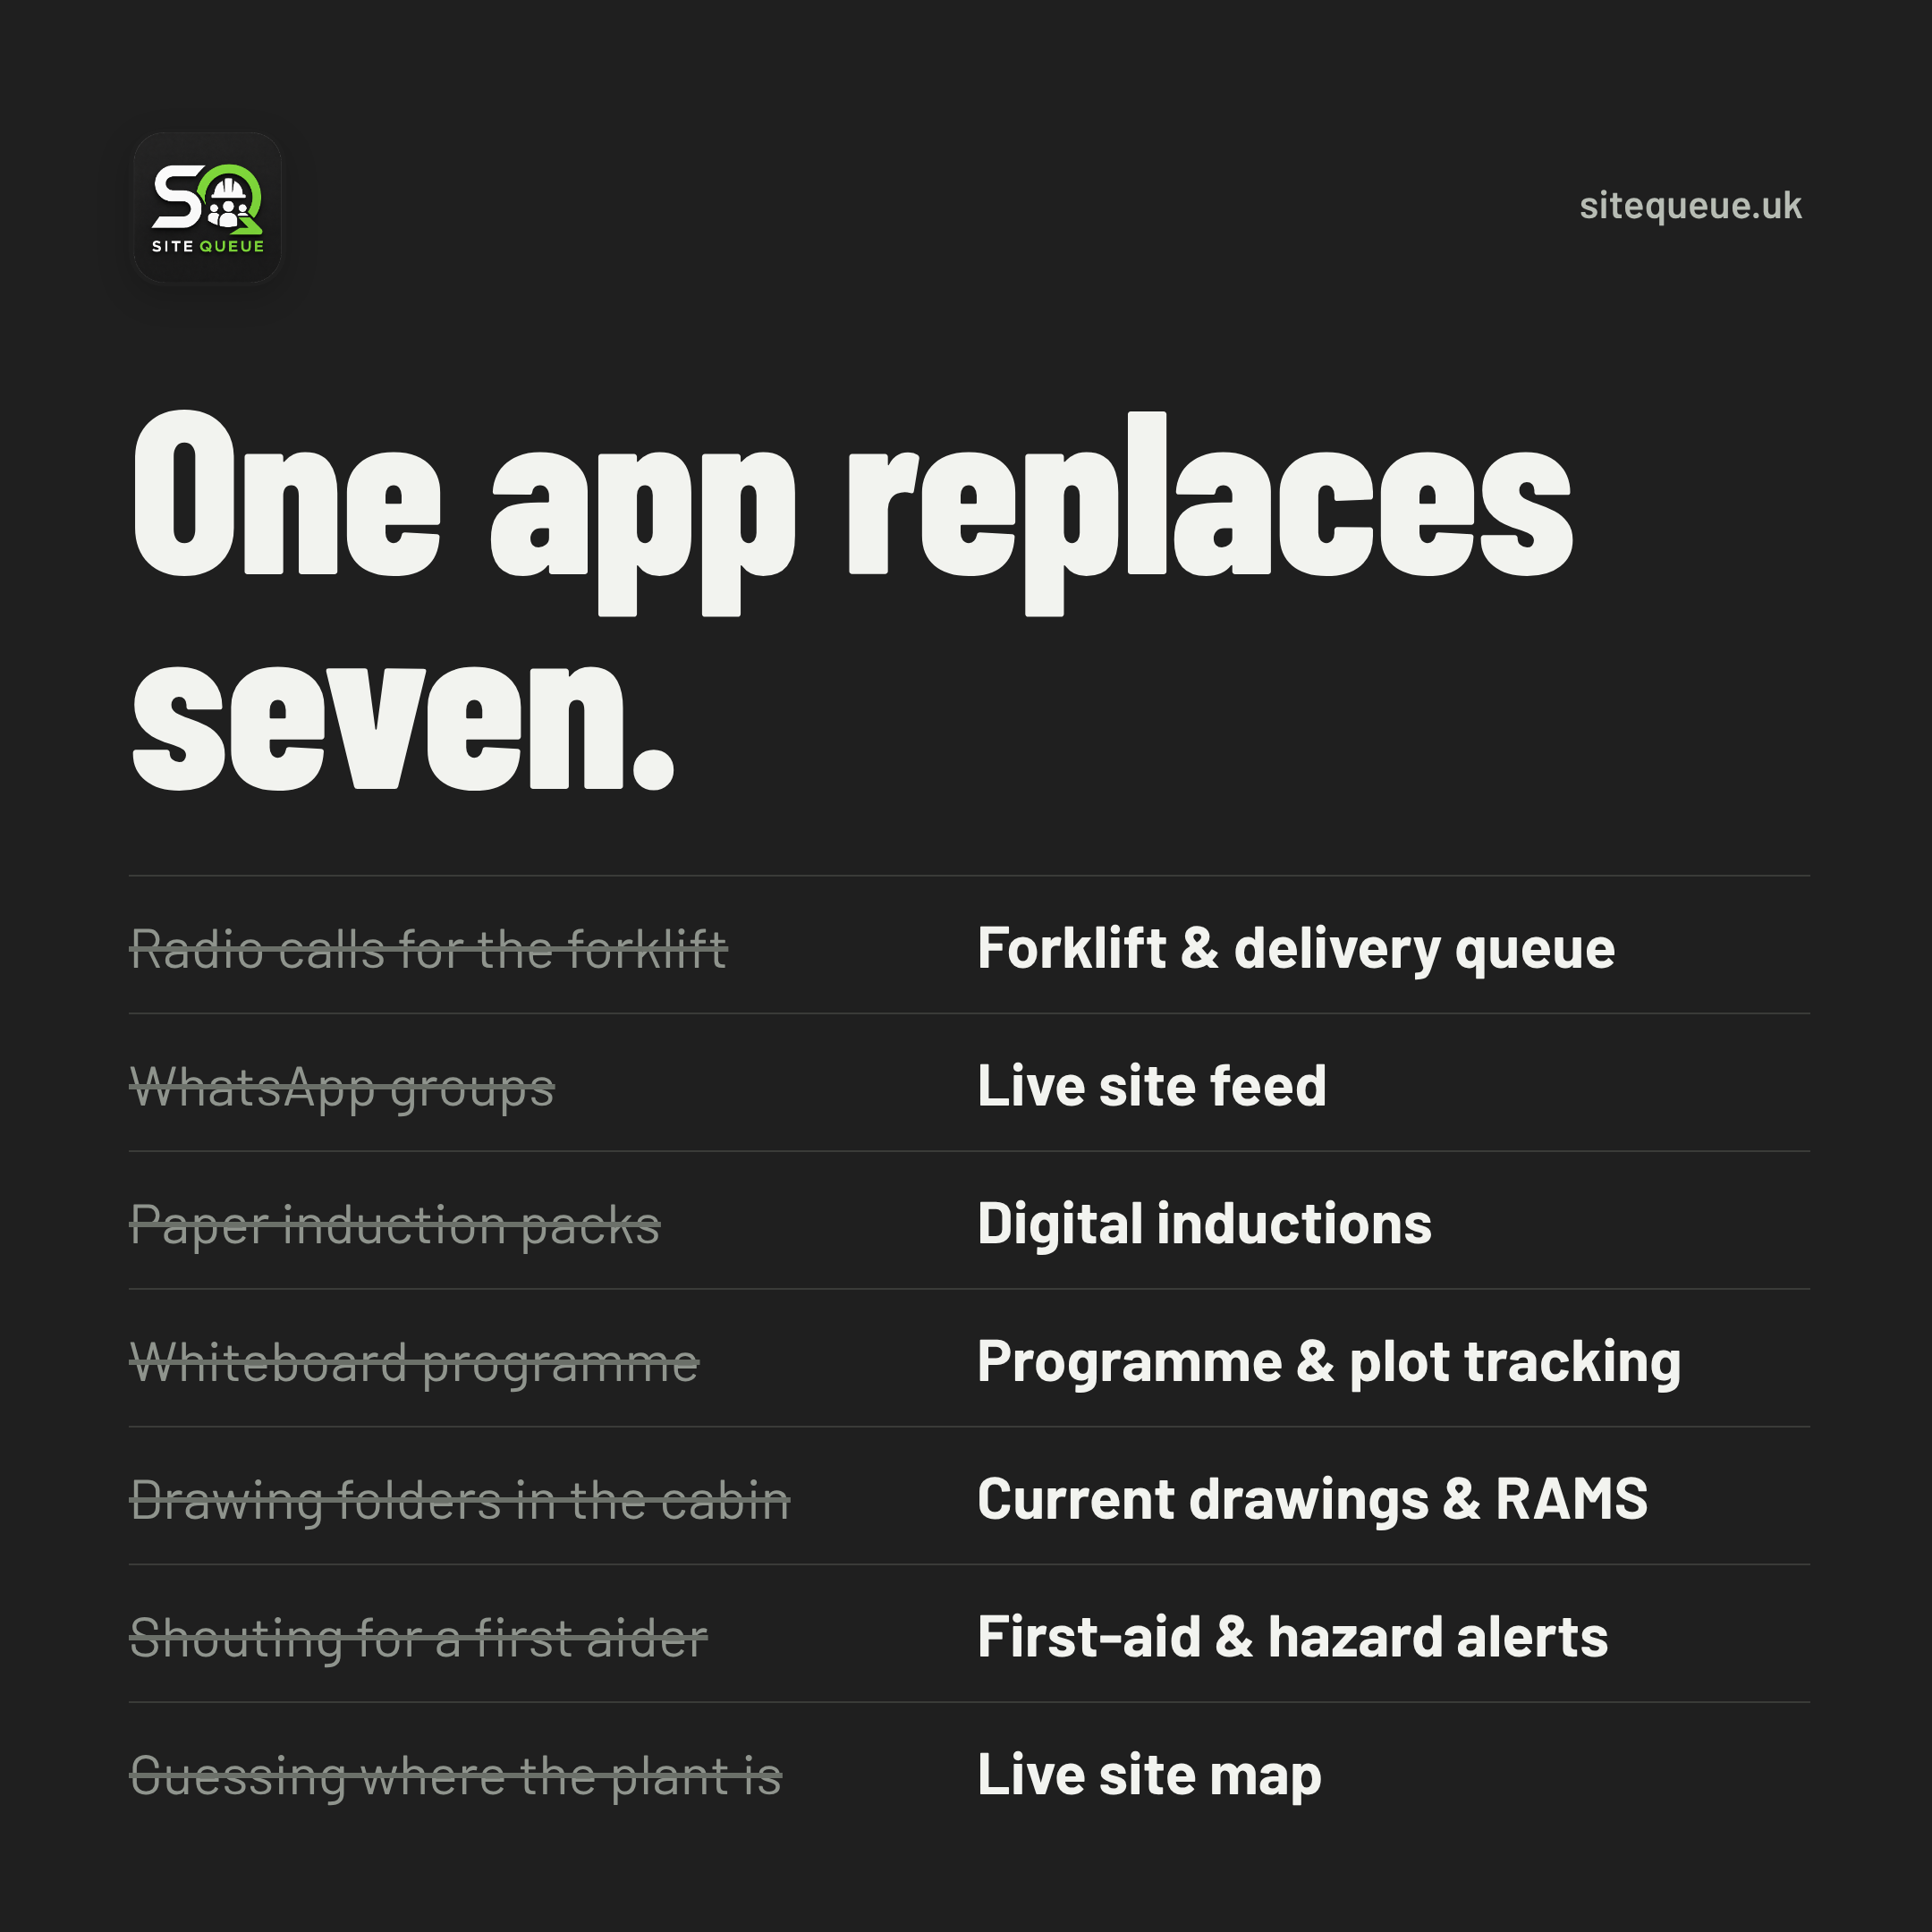 SQ
SITE QUEUE
sitequeue.uk
One app replaces
seven.
Radio calls for the forklift
Forklift & delivery queue
WhatsApp groups
Live site feed
Paper induction packs
Digital inductions
Whiteboard programme
Programme & plot tracking
Drawing folders in the cabin
Current drawings & RAMS
Shouting for a first aider
First-aid & hazard alerts
Guessing where the plant is
Live site map